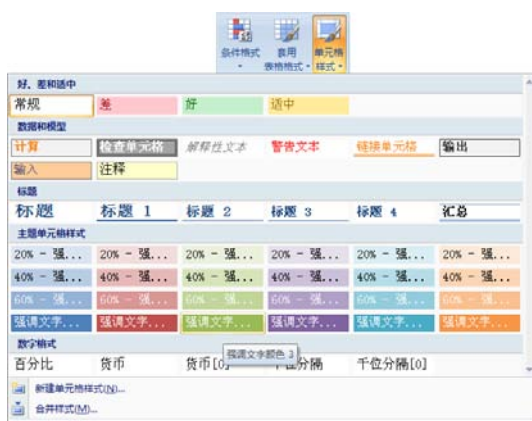 条件格式 套用 单元格
表格格式 样式
好、差和适中
常规 差 好 适中
数据和模型
计算 检查单元格 解释性文本 警告文本 链接单元格 输出
输入 注释
标题
标题 标题 1 标题 2 标题 3 标题 4 汇总
主题单元格样式
20% - 强... 20% - 强... 20% - 强... 20% - 强... 20% - 强... 20% - 强...
40% - 强... 40% - 强... 40% - 强... 40% - 强... 40% - 强... 40% - 强...
60% - 强... 60% - 强... 60% - 强... 60% - 强... 60% - 强... 60% - 强...
强调文字... 强调文字... 强调文字... 强调文字... 强调文字... 强调文字...
强调文字颜色 3
数字格式
百分比 货币 货币[0] 千位分隔 千位分隔[0]
新建单元格样式(N)...
合并样式(M)...